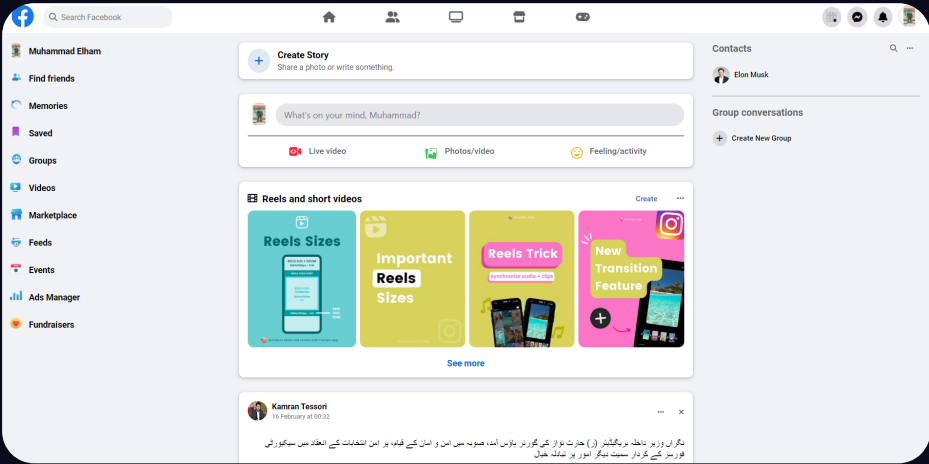 Search Facebook
Muhammad Elham
Find friends
Memories
Saved
Groups
Videos
Marketplace
Feeds
Events
Ads Manager
Fundraisers
Create Story
Share a photo or write something.
What's on your mind, Muhammad?
Live video
Photos/video
Feeling/activity
Reels and short videos
Create
Reels Sizes
Important
Reels
Sizes
Reels Trick
synchronize audio + clips
New
Transition
Feature
See more
Kamran Tessori
16 February at 00:32
نگراں وزیر داخلہ بریگیڈیئر (ر) حارث نواز کی گورنر ہاؤس آمد، صوبہ میں امن و امان کے قیام، پر امن انتخابات کے انعقاد میں سیکیورٹی
فورسز کے کردار سمیت دیگر امور پر تبادلہ خیال
Contacts
Elon Musk
Group conversations
Create New Group